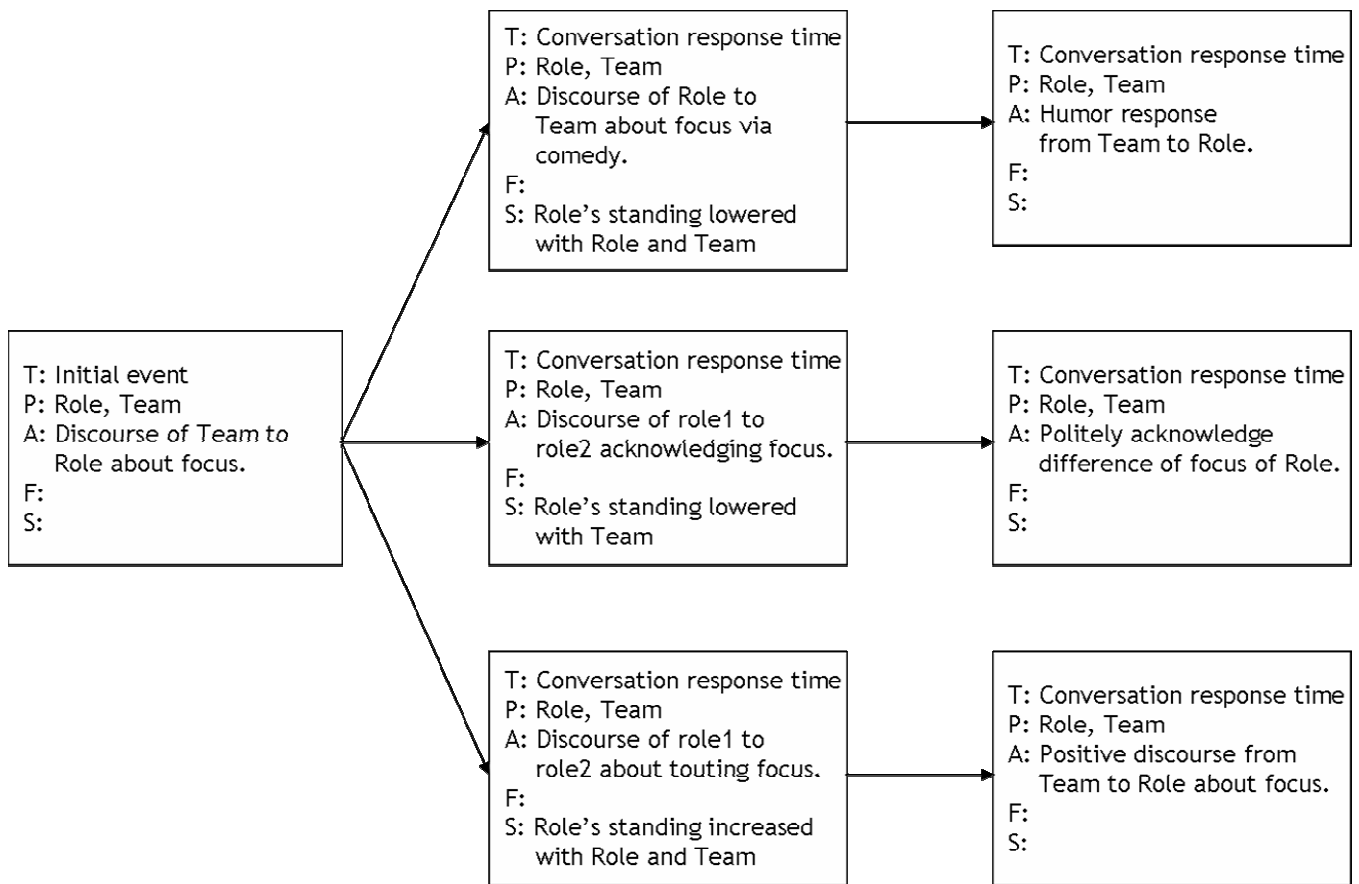 T: Initial event
P: Role, Team
A: Discourse of Team to
Role about focus.
F:
S:
T: Conversation response time
P: Role, Team
A: Discourse of Role to
Team about focus via
comedy.
F:
S: Role's standing lowered
with Role and Team
T: Conversation response time
P: Role, Team
A: Humor response
from Team to Role.
F:
S:
T: Conversation response time
P: Role, Team
A: Discourse of role1 to
role2 acknowledging focus.
F:
S: Role's standing lowered
with Team
T: Conversation response time
P: Role, Team
A: Politely acknowledge
difference of focus of Role.
F:
S:
T: Conversation response time
P: Role, Team
A: Discourse of role1 to
role2 about touting focus.
F:
S: Role's standing increased
with Role and Team
T: Conversation response time
P: Role, Team
A: Positive discourse from
Team to Role about focus.
F:
S: